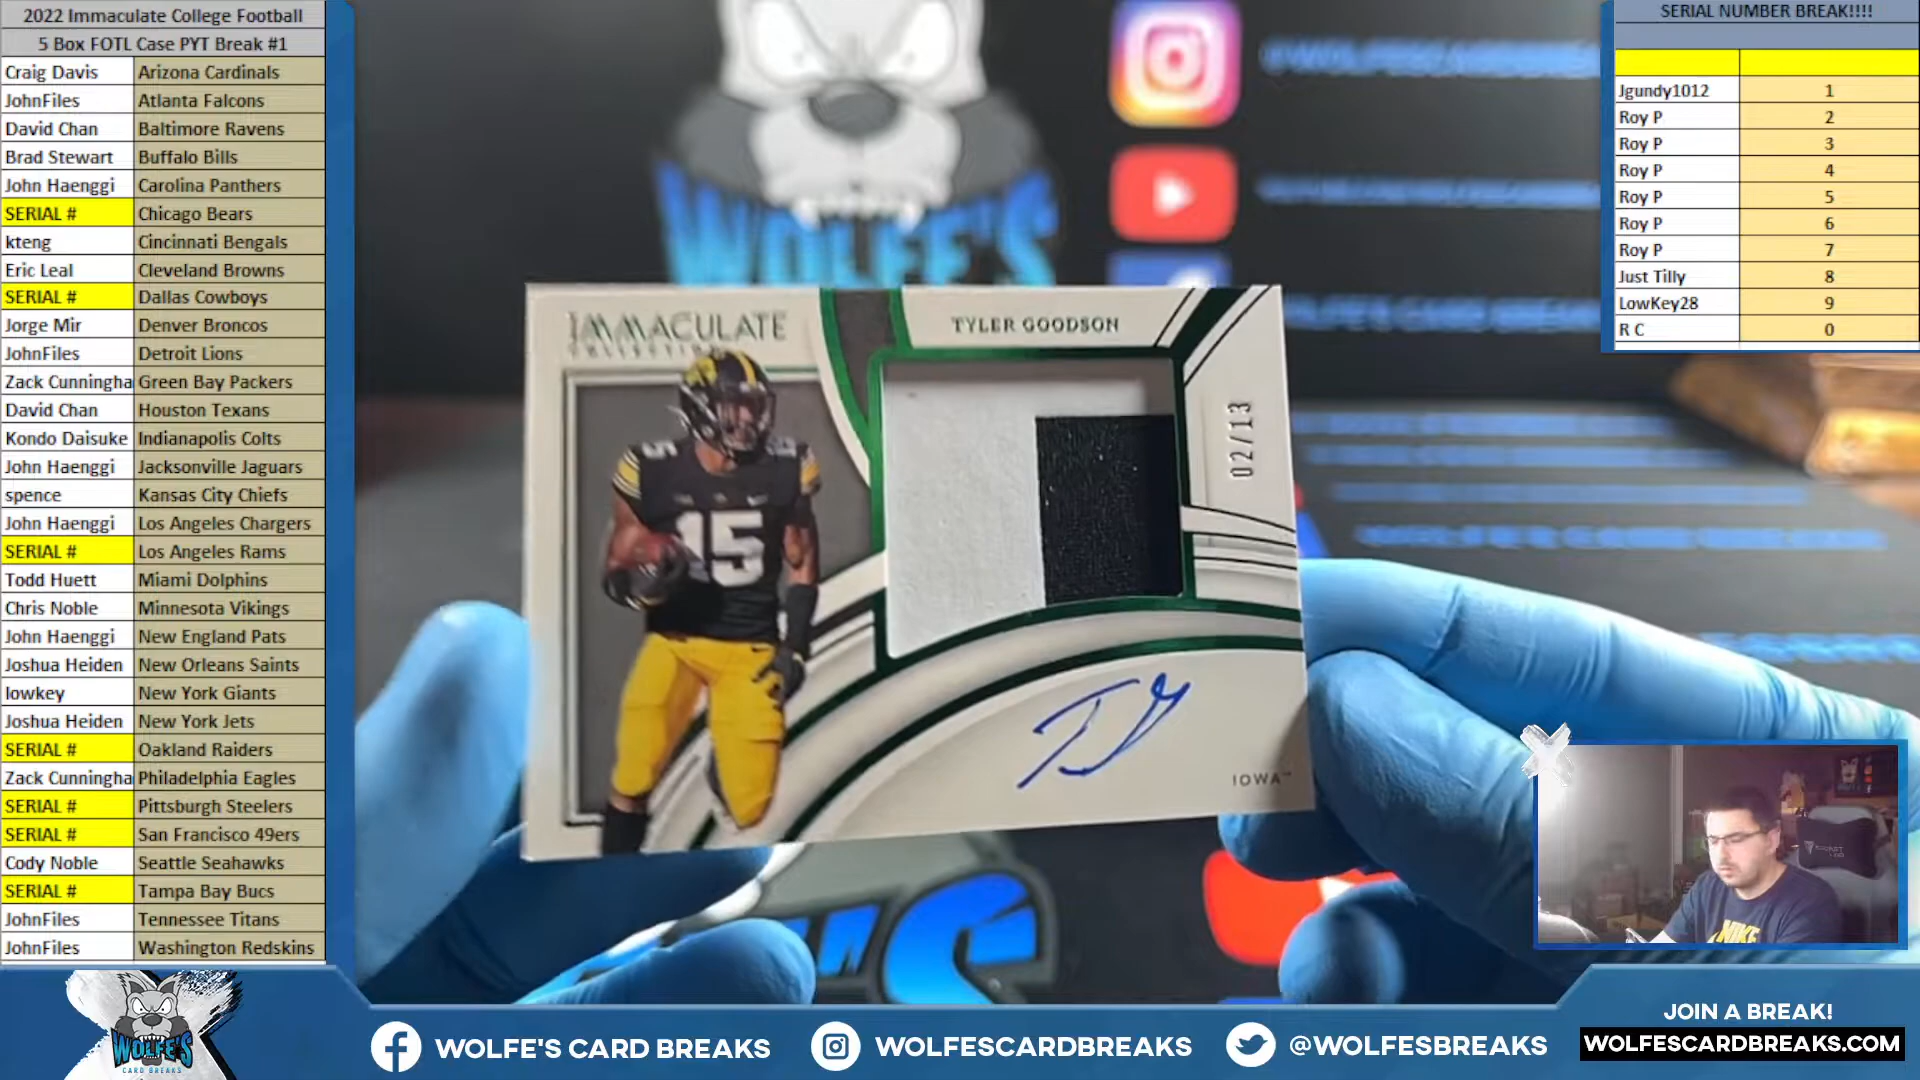 2022 Immaculate College Football
5 Box FOTL Case PYT Break #1
Craig Davis Arizona Cardinals
JohnFiles Atlanta Falcons
David Chan Baltimore Ravens
Brad Stewart Buffalo Bills
John Haenggi Carolina Panthers
SERIAL # Chicago Bears
kteng Cincinnati Bengals
Eric Leal Cleveland Browns
SERIAL # Dallas Cowboys
Jorge Mir Denver Broncos
JohnFiles Detroit Lions
Zack Cunningha Green Bay Packers
David Chan Houston Texans
Kondo Daisuke Indianapolis Colts
John Haenggi Jacksonville Jaguars
spence Kansas City Chiefs
John Haenggi Los Angeles Chargers
SERIAL # Los Angeles Rams
Todd Huett Miami Dolphins
Chris Noble Minnesota Vikings
John Haenggi New England Pats
Joshua Heiden New Orleans Saints
lowkey New York Giants
Joshua Heiden New York Jets
SERIAL # Oakland Raiders
Zack Cunningha Philadelphia Eagles
SERIAL # Pittsburgh Steelers
SERIAL # San Francisco 49ers
Cody Noble Seattle Seahawks
SERIAL # Tampa Bay Bucs
JohnFiles Tennessee Titans
JohnFiles Washington Redskins
SERIAL NUMBER BREAK!!!!
Jgundy1012 1
Roy P 2
Roy P 3
Roy P 4
Roy P 5
Roy P 6
Roy P 7
Just Tilly 8
LowKey28 9
R C 0
WOLFE'S
IMMACULATE
COLLECTION
TYLER GOODSON
02/13
15
IOWA
NIKE
WOLFE'S
CARD BREAKS
WOLFE'S CARD BREAKS
WOLFESCARDBREAKS
@WOLFESBREAKS
JOIN A BREAK!
WOLFESCARDBREAKS.COM